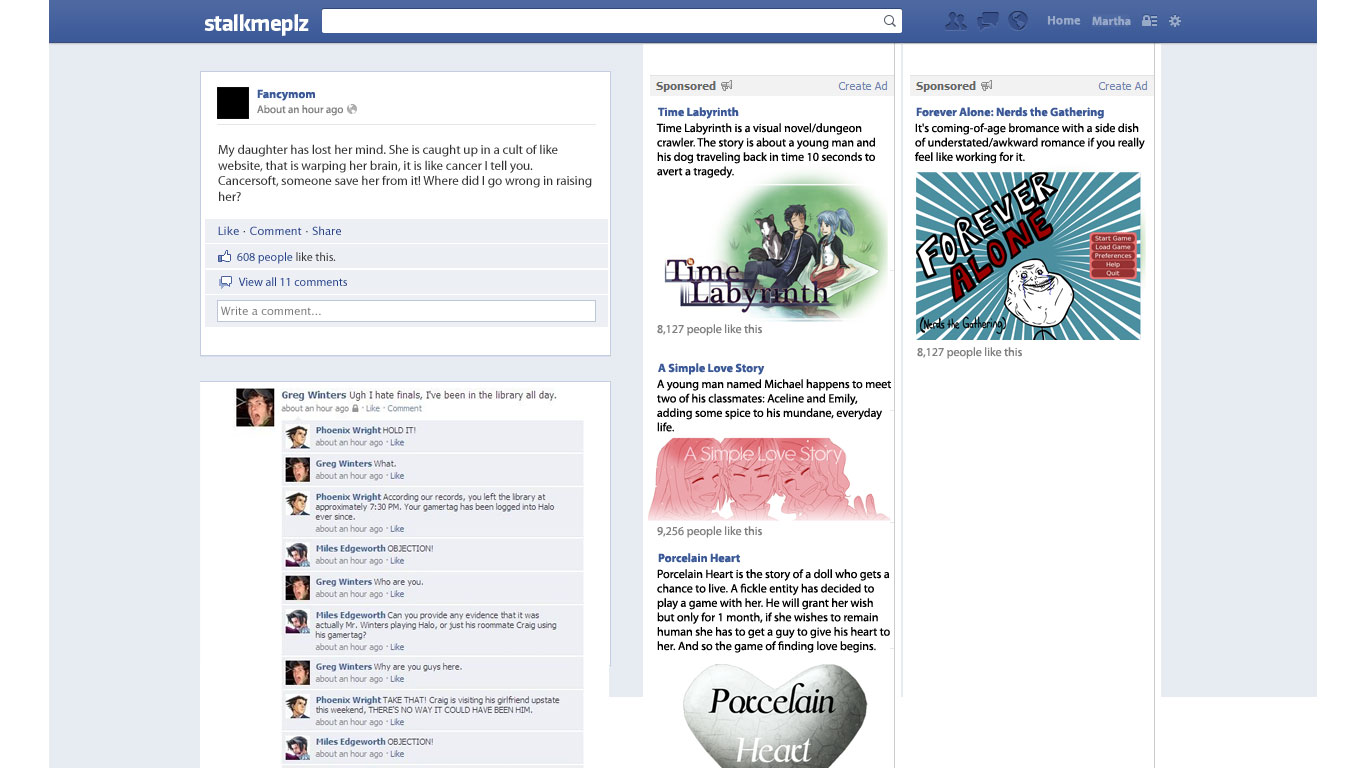 stalkmeplz
Home Martha
Fancymom
About an hour ago
My daughter has lost her mind. She is caught up in a cult of like
website, that is warping her brain, it is like cancer I tell you.
Cancersoft, someone save her from it! Where did I go wrong in raising
her?
Like · Comment · Share
608 people like this.
View all 11 comments
Write a comment...
Greg Winters Ugh I hate finals, I've been in the library all day.
about an hour ago · Like · Comment
Phoenix Wright HOLD IT!
about an hour ago · Like
Greg Winters What.
about an hour ago · Like
Phoenix Wright According our records, you left the library at
approximately 7:30 PM. Your gamertag has been logged into Halo
ever since.
about an hour ago · Like
Miles Edgeworth OBJECTION!
about an hour ago · Like
Greg Winters Who are you.
about an hour ago · Like
Miles Edgeworth Can you provide any evidence that it was
actually Mr. Winters playing Halo, or just his roommate Craig using
his gamertag?
about an hour ago · Like
Greg Winters Why are you guys here.
about an hour ago · Like
Phoenix Wright TAKE THAT! Craig is visiting his girlfriend upstate
this weekend, THERE'S NO WAY IT COULD HAVE BEEN HIM.
about an hour ago · Like
Miles Edgeworth OBJECTION!
about an hour ago · Like
Sponsored Create Ad
Time Labyrinth
Time Labyrinth is a visual novel/dungeon
crawler. The story is about a young man and
his dog traveling back in time 10 seconds to
avert a tragedy.
Time
Labyrinth
8,127 people like this
A Simple Love Story
A young man named Michael happens to meet
two of his classmates: Aceline and Emily,
adding some spice to his mundane, everyday
life.
A Simple Love Story
9,256 people like this
Porcelain Heart
Porcelain Heart is the story of a doll who gets a
chance to live. A fickle entity has decided to
play a game with her. He will grant her wish
but only for 1 month, if she wishes to remain
human she has to get a guy to give his heart to
her. And so the game of finding love begins.
Porcelain
Heart
Sponsored Create Ad
Forever Alone: Nerds the Gathering
It's coming-of-age bromance with a side dish
of understated/awkward romance if you really
feel like working for it.
FOREVER
ALONE
Start Game
Load Game
Preferences
Help
Quit
(Nerds the Gathering)
8,127 people like this